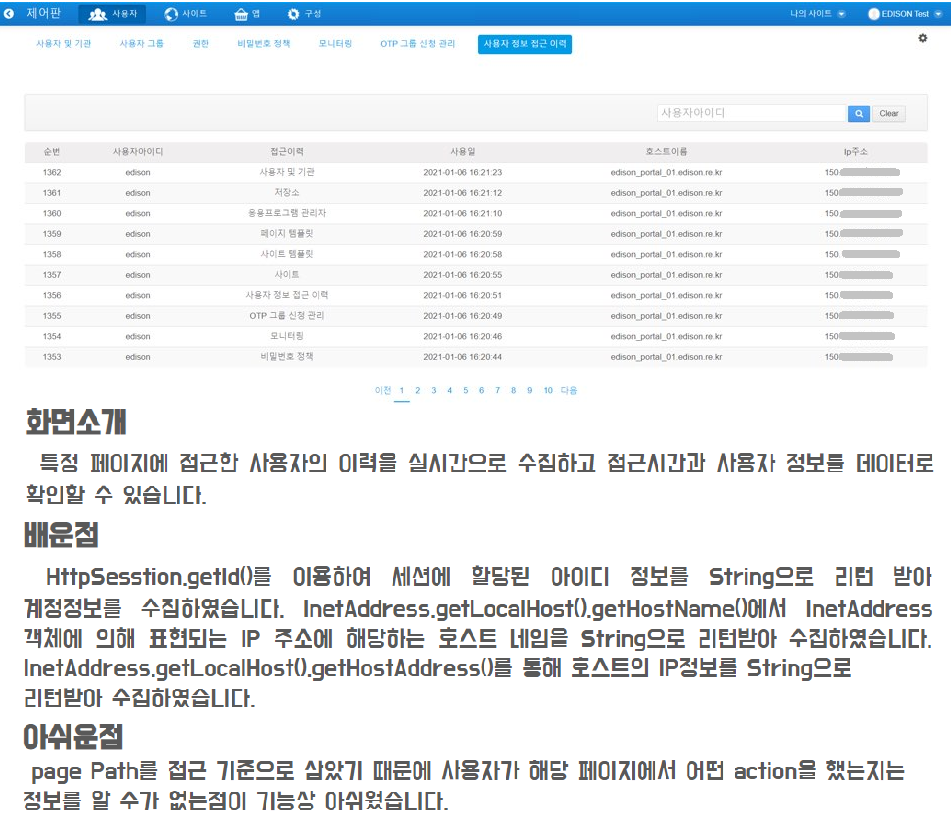 제어판 사용자 사이트 앱 구성 나의 사이트 EDISON Test
사용자 및 기관 사용자 그룹 권한 비밀번호 정책 모니터링 OTP 그룹 신청 관리 사용자 정보 접근 이력
사용자아이디 Clear
순번 사용자아이디 접근이력 사용일 호스트이름 Ip주소
1362 edison 사용자 및 기관 2021-01-06 16:21:23 edison_portal_01.edison.re.kr 150.
1361 edison 저장소 2021-01-06 16:21:12 edison_portal_01.edison.re.kr 150.
1360 edison 응용프로그램 관리자 2021-01-06 16:21:10 edison_portal_01.edison.re.kr 150.
1359 edison 페이지 템플릿 2021-01-06 16:20:59 edison_portal_01.edison.re.kr 150.
1358 edison 사이트 템플릿 2021-01-06 16:20:58 edison_portal_01.edison.re.kr 150.
1357 edison 사이트 2021-01-06 16:20:55 edison_portal_01.edison.re.kr 150.
1356 edison 사용자 정보 접근 이력 2021-01-06 16:20:51 edison_portal_01.edison.re.kr 150.
1355 edison OTP 그룹 신청 관리 2021-01-06 16:20:49 edison_portal_01.edison.re.kr 150.
1354 edison 모니터링 2021-01-06 16:20:46 edison_portal_01.edison.re.kr 150.
1353 edison 비밀번호 정책 2021-01-06 16:20:44 edison_portal_01.edison.re.kr 150.
이전 1 2 3 4 5 6 7 8 9 10 다음
화면소개
특정 페이지에 접근한 사용자의 이력을 실시간으로 수집하고 접근시간과 사용자 정보를 데이터로
확인할 수 있습니다.
배운점
HttpSesstion.getId()를 이용하여 세션에 할당된 아이디 정보를 String으로 리턴 받아
계정정보를 수집하였습니다. InetAddress.getLocalHost().getHostName()에서 InetAddress
객체에 의해 표현되는 IP 주소에 해당하는 호스트 네임을 String으로 리턴받아 수집하였습니다.
InetAddress.getLocalHost().getHostAddress()를 통해 호스트의 IP정보를 String으로
리턴받아 수집하였습니다.
아쉬운점
page Path를 접근 기준으로 삼았기 때문에 사용자가 해당 페이지에서 어떤 action을 했는지는
정보를 알 수가 없는점이 기능상 아쉬웠습니다.